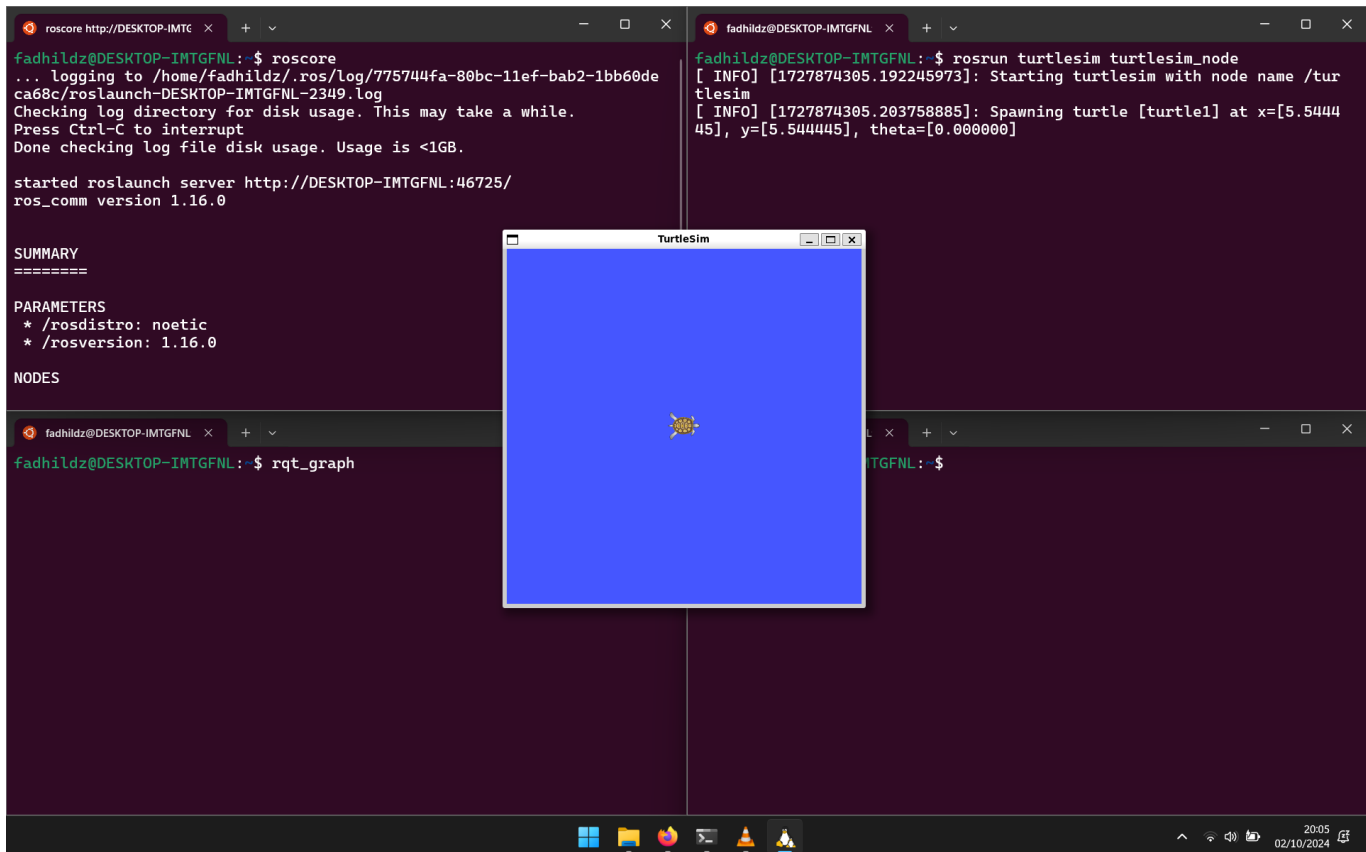 roscore http://DESKTOP-IMTG
fadhildz@DESKTOP-IMTGFNL:~$ roscore
... logging to /home/fadhildz/.ros/log/775744fa-80bc-11ef-bab2-1bb60de
ca68c/roslaunch-DESKTOP-IMTGFNL-2349.log
Checking log directory for disk usage. This may take a while.
Press Ctrl-C to interrupt
Done checking log file disk usage. Usage is <1GB.
started roslaunch server http://DESKTOP-IMTGFNL:46725/
ros_comm version 1.16.0
SUMMARY
========
PARAMETERS
 * /rosdistro: noetic
 * /rosversion: 1.16.0
NODES
fadhildz@DESKTOP-IMTGFNL
fadhildz@DESKTOP-IMTGFNL:~$ rosrun turtlesim turtlesim_node
[ INFO] [1727874305.192245973]: Starting turtlesim with node name /tur
tlesim
[ INFO] [1727874305.203758885]: Spawning turtle [turtle1] at x=[5.5444
45], y=[5.544445], theta=[0.000000]
TurtleSim
fadhildz@DESKTOP-IMTGFNL
fadhildz@DESKTOP-IMTGFNL:~$ rqt_graph
L
TGFNL:~$
20:05
02/10/2024